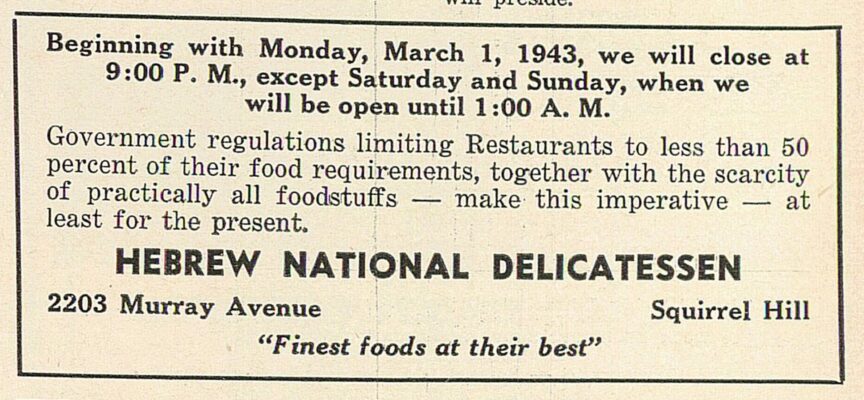 will preside.
Beginning with Monday, March 1, 1943, we will close at
9:00 P. M., except Saturday and Sunday, when we
will be open until 1:00 A. M.
Government regulations limiting Restaurants to less than 50
percent of their food requirements, together with the scarcity
of practically all foodstuffs — make this imperative — at
least for the present.
HEBREW NATIONAL DELICATESSEN
2203 Murray Avenue Squirrel Hill
"Finest foods at their best"